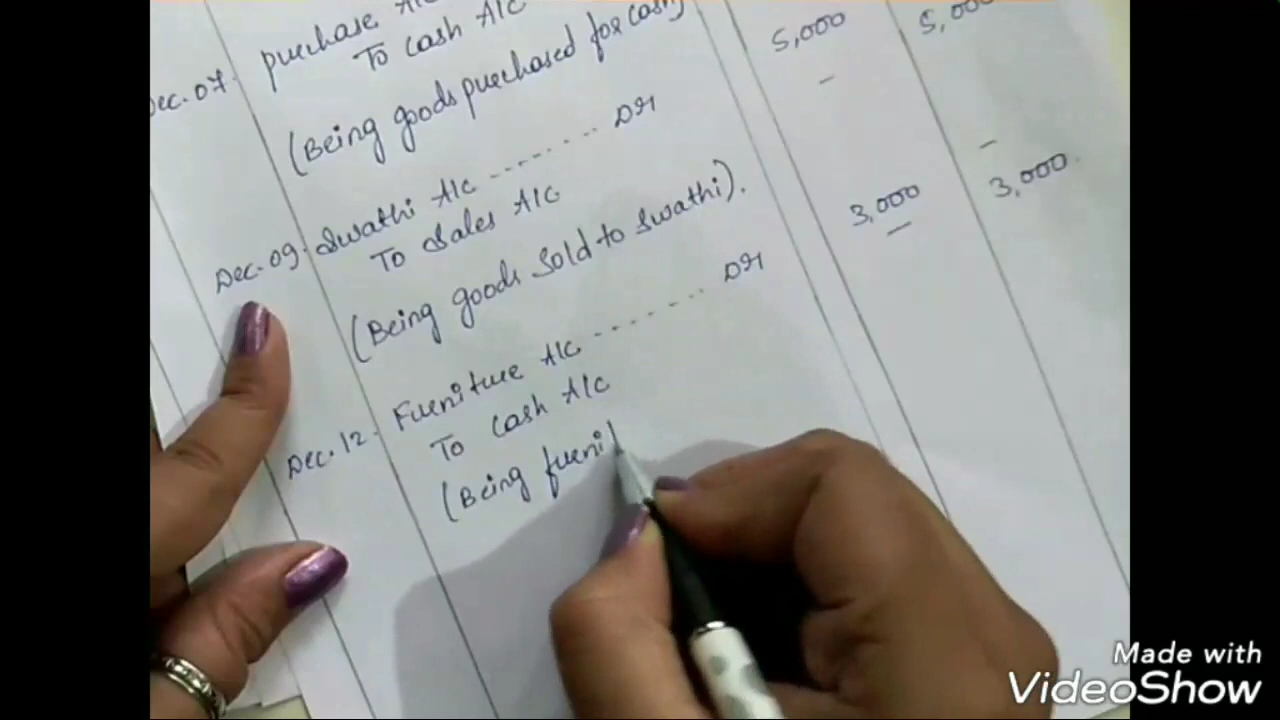 Dec. 07. purchase A/c
To Cash A/C 5,000 5,000
(Being goods purchased for cash) - -
Dec. 09. Swathi A/c -------- Dr
To Sales A/C 3,000 3,000.
(Being goods sold to Swathi). -
Dec. 12. Furniture A/c -------- Dr
To Cash A/C
(Being furnit
Made with
VideoShow